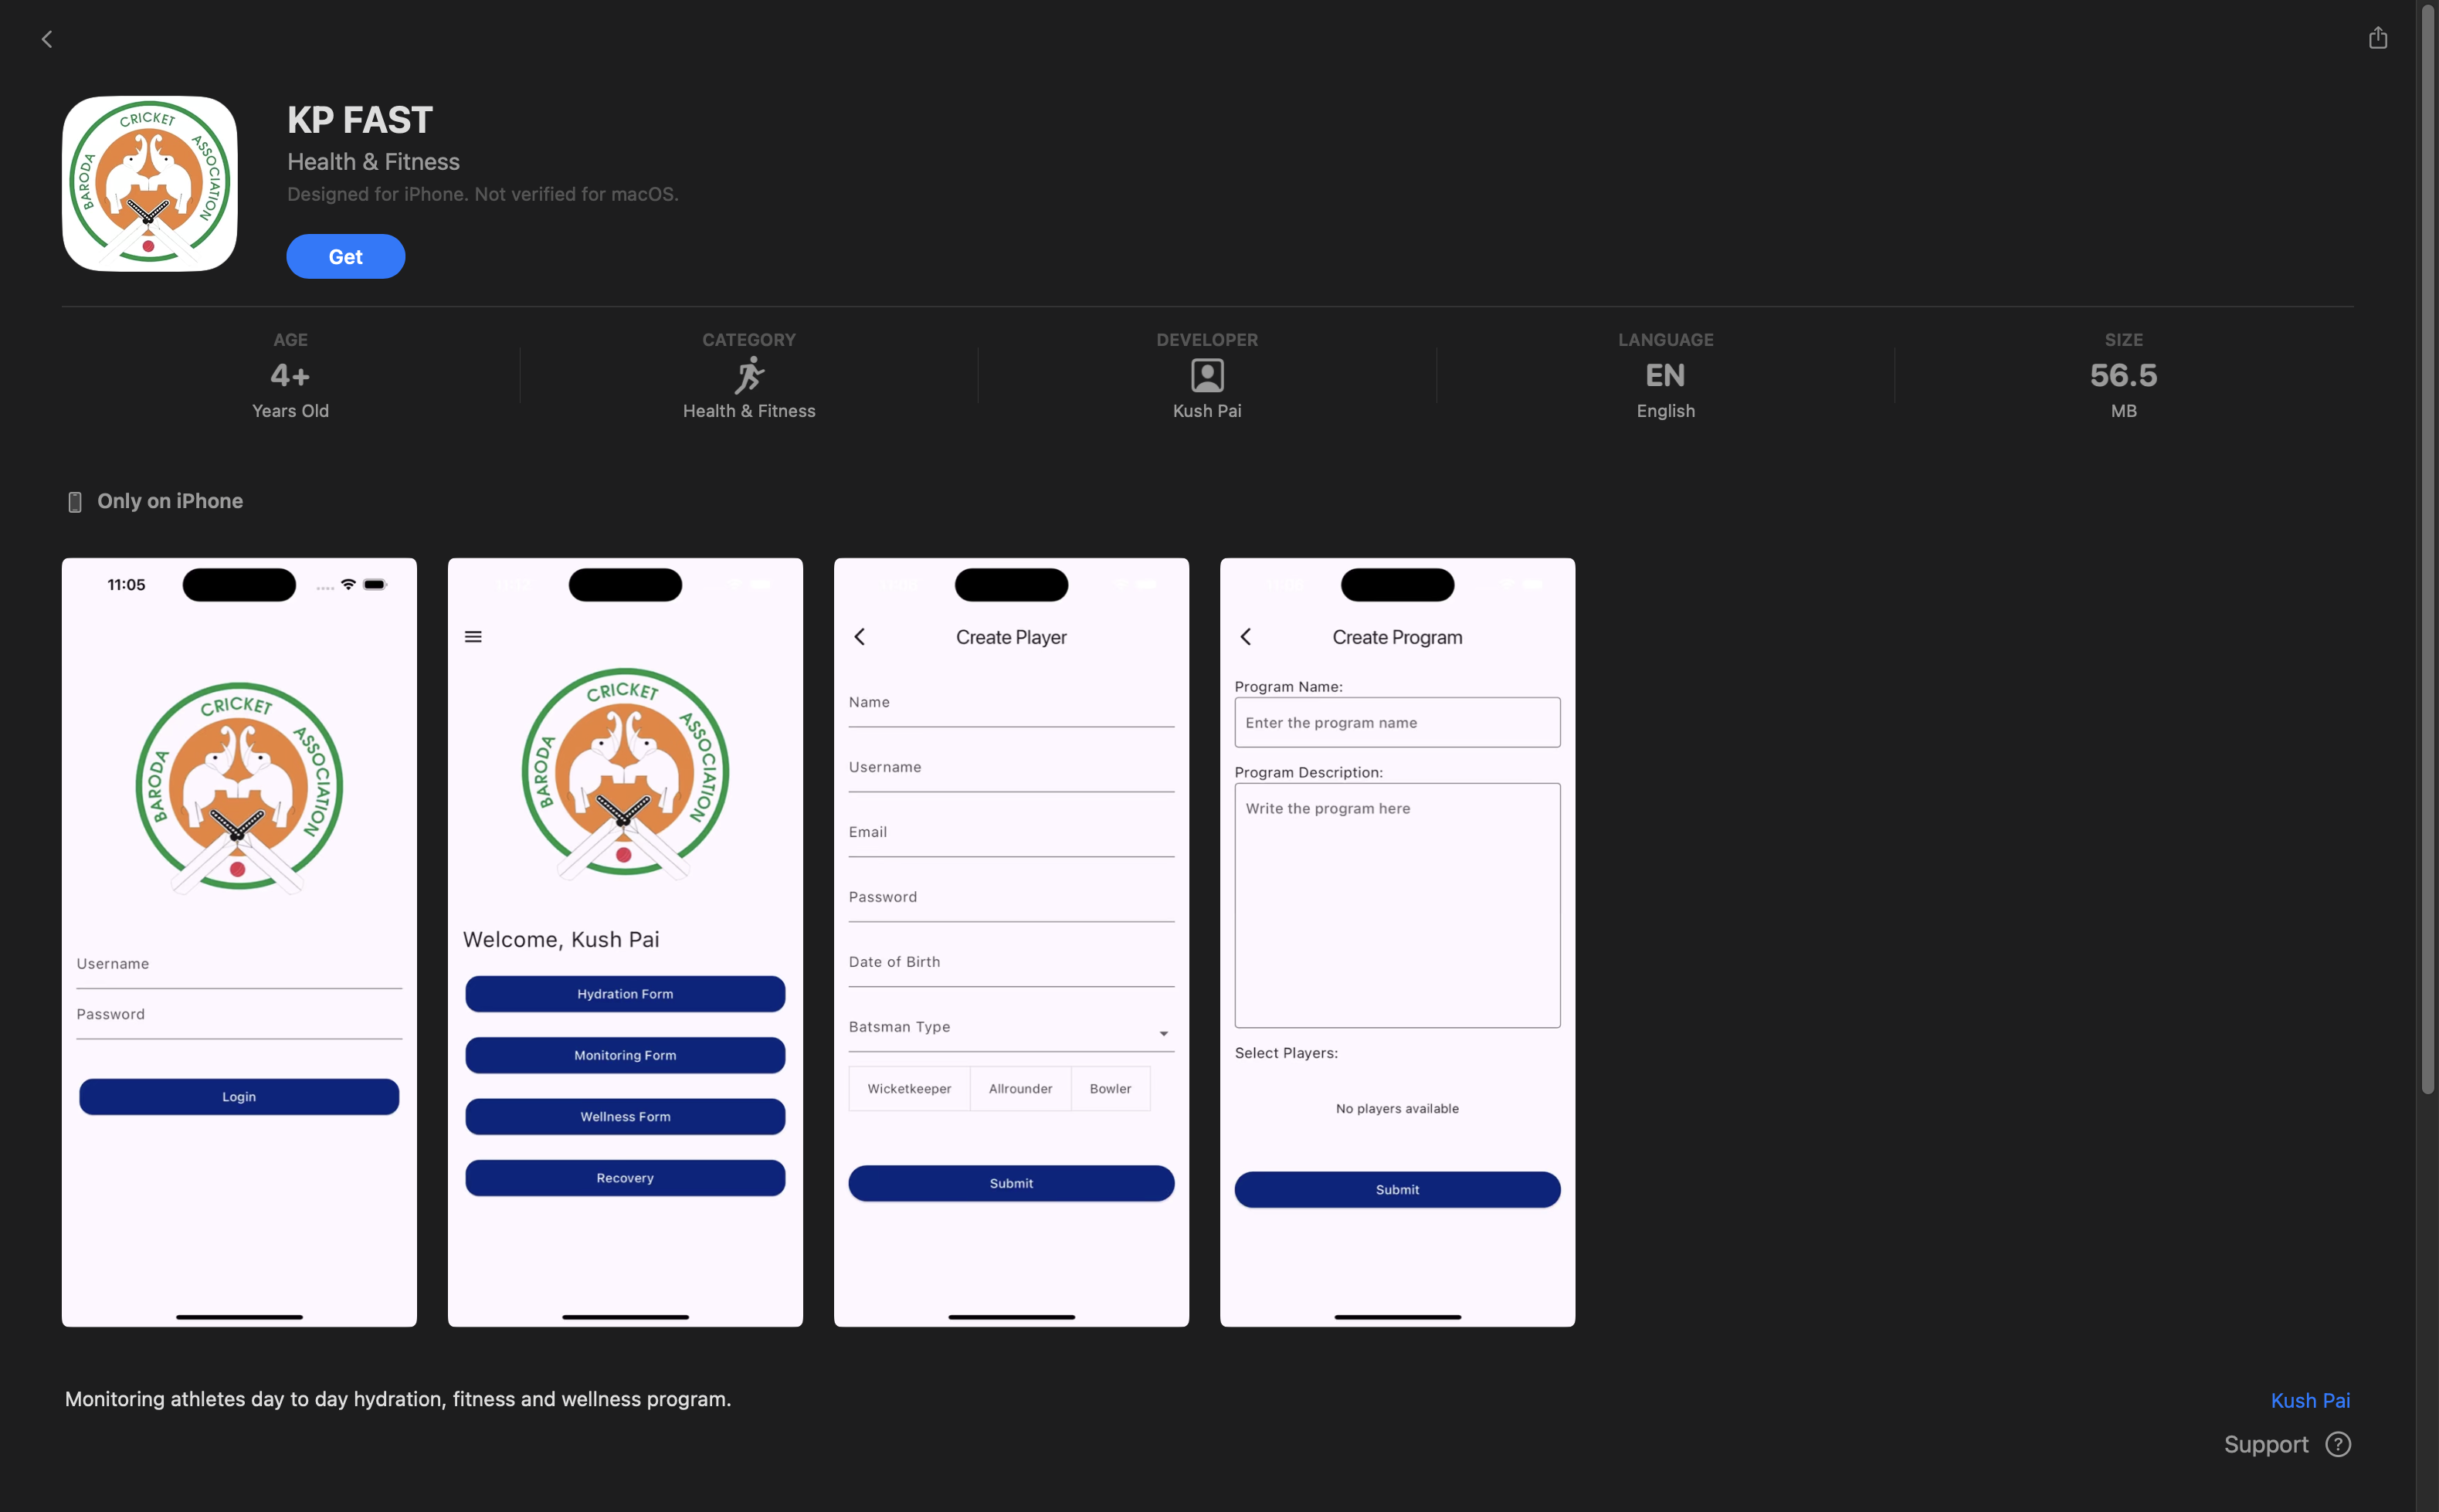 BARODA CRICKET ASSOCIATION
KP FAST
Health & Fitness
Designed for iPhone. Not verified for macOS.
Get
AGE
4+
Years Old
CATEGORY
Health & Fitness
DEVELOPER
Kush Pai
LANGUAGE
EN
English
SIZE
56.5
MB
Only on iPhone
11:05
BARODA CRICKET ASSOCIATION
Username
Password
Login
BARODA CRICKET ASSOCIATION
Welcome, Kush Pai
Hydration Form
Monitoring Form
Wellness Form
Recovery
Create Player
Name
Username
Email
Password
Date of Birth
Batsman Type
Wicketkeeper Allrounder Bowler
Submit
Create Program
Program Name:
Enter the program name
Program Description:
Write the program here
Select Players:
No players available
Submit
Monitoring athletes day to day hydration, fitness and wellness program.
Kush Pai
Support ?